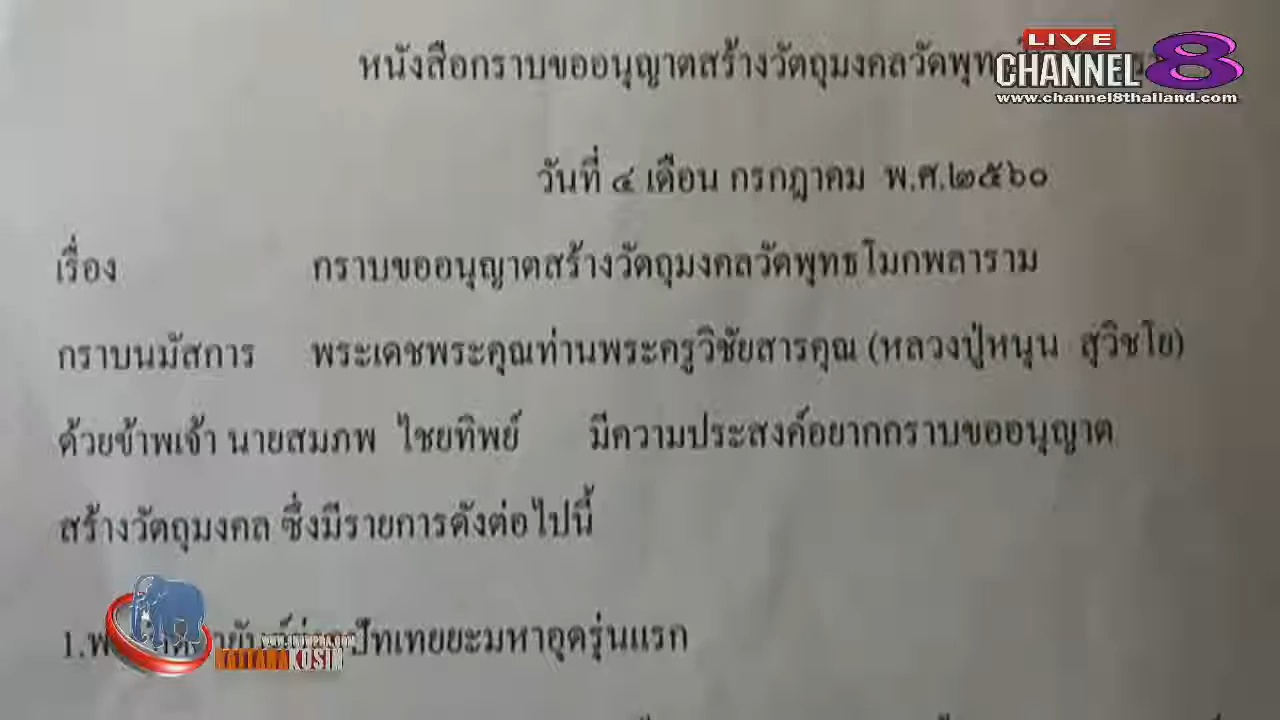 LIVE
CHANNEL 8
www.channel8thailand.com
หนังสือกราบขออนุญาตสร้างวัตถุมงคลวัดพุทธ
วันที่ ๔ เดือน กรกฎาคม พ.ศ.๒๕๖๐
เรื่อง กราบขออนุญาตสร้างวัตถุมงคลวัดพุทธโมกพลาราม
กราบนมัสการ พระเดชพระคุณท่านพระครูวิชัยสารคุณ (หลวงปู่หนุน สุวิชโย)
ด้วยข้าพเจ้า นายสมภพ ไชยทิพย์ มีความประสงค์อยากกราบขออนุญาต
สร้างวัตถุมงคล ซึ่งมีรายการดังต่อไปนี้
1. ปัทเทยยะมหาอุดรุ่นแรก